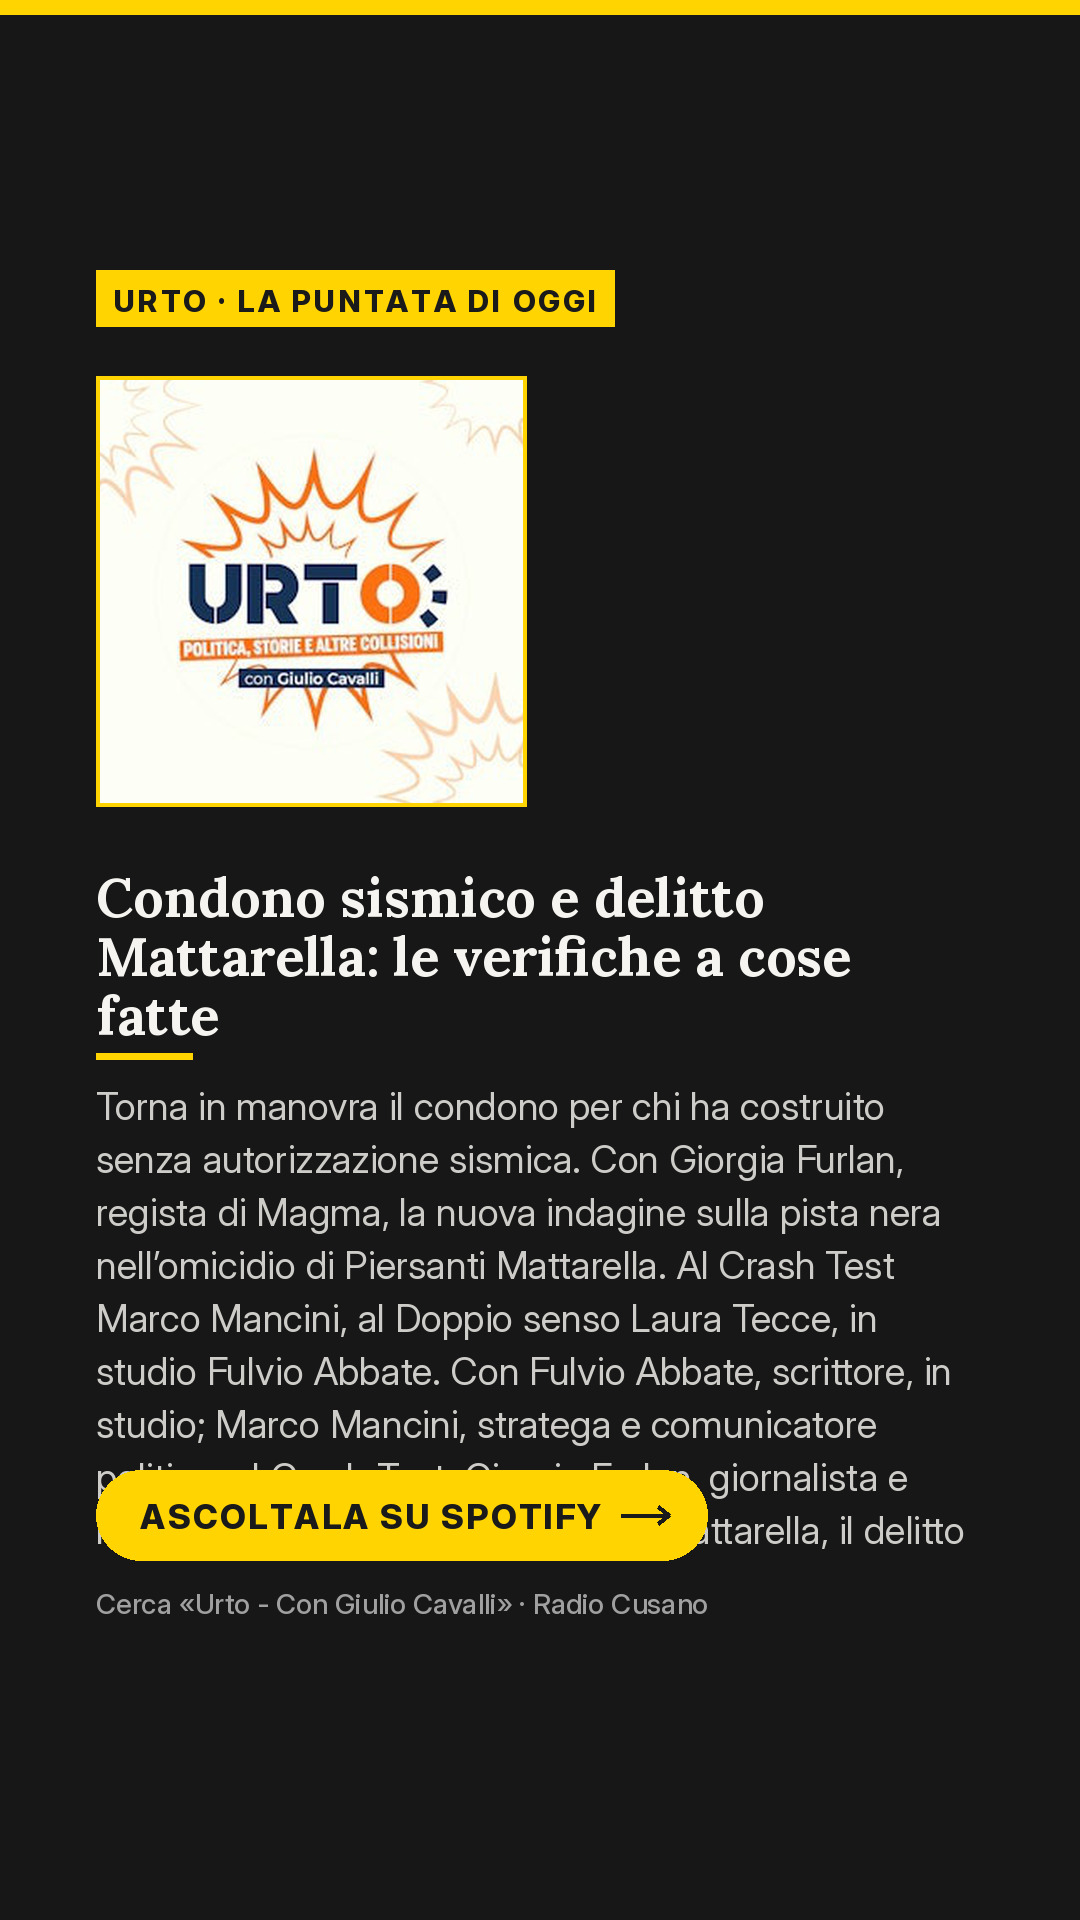 URTO · LA PUNTATA DI OGGI
URTO
POLITICA, STORIE E ALTRE COLLISIONI
con Giulio Cavalli
Condono sismico e delitto
Mattarella: le verifiche a cose
fatte
Torna in manovra il condono per chi ha costruito
senza autorizzazione sismica. Con Giorgia Furlan,
regista di Magma, la nuova indagine sulla pista nera
nell’omicidio di Piersanti Mattarella. Al Crash Test
Marco Mancini, al Doppio senso Laura Tecce, in
studio Fulvio Abbate. Con Fulvio Abbate, scrittore, in
studio; Marco Mancini, stratega e comunicatore
giornalista e
il delitto
ASCOLTALA SU SPOTIFY →
Cerca «Urto - Con Giulio Cavalli» · Radio Cusano